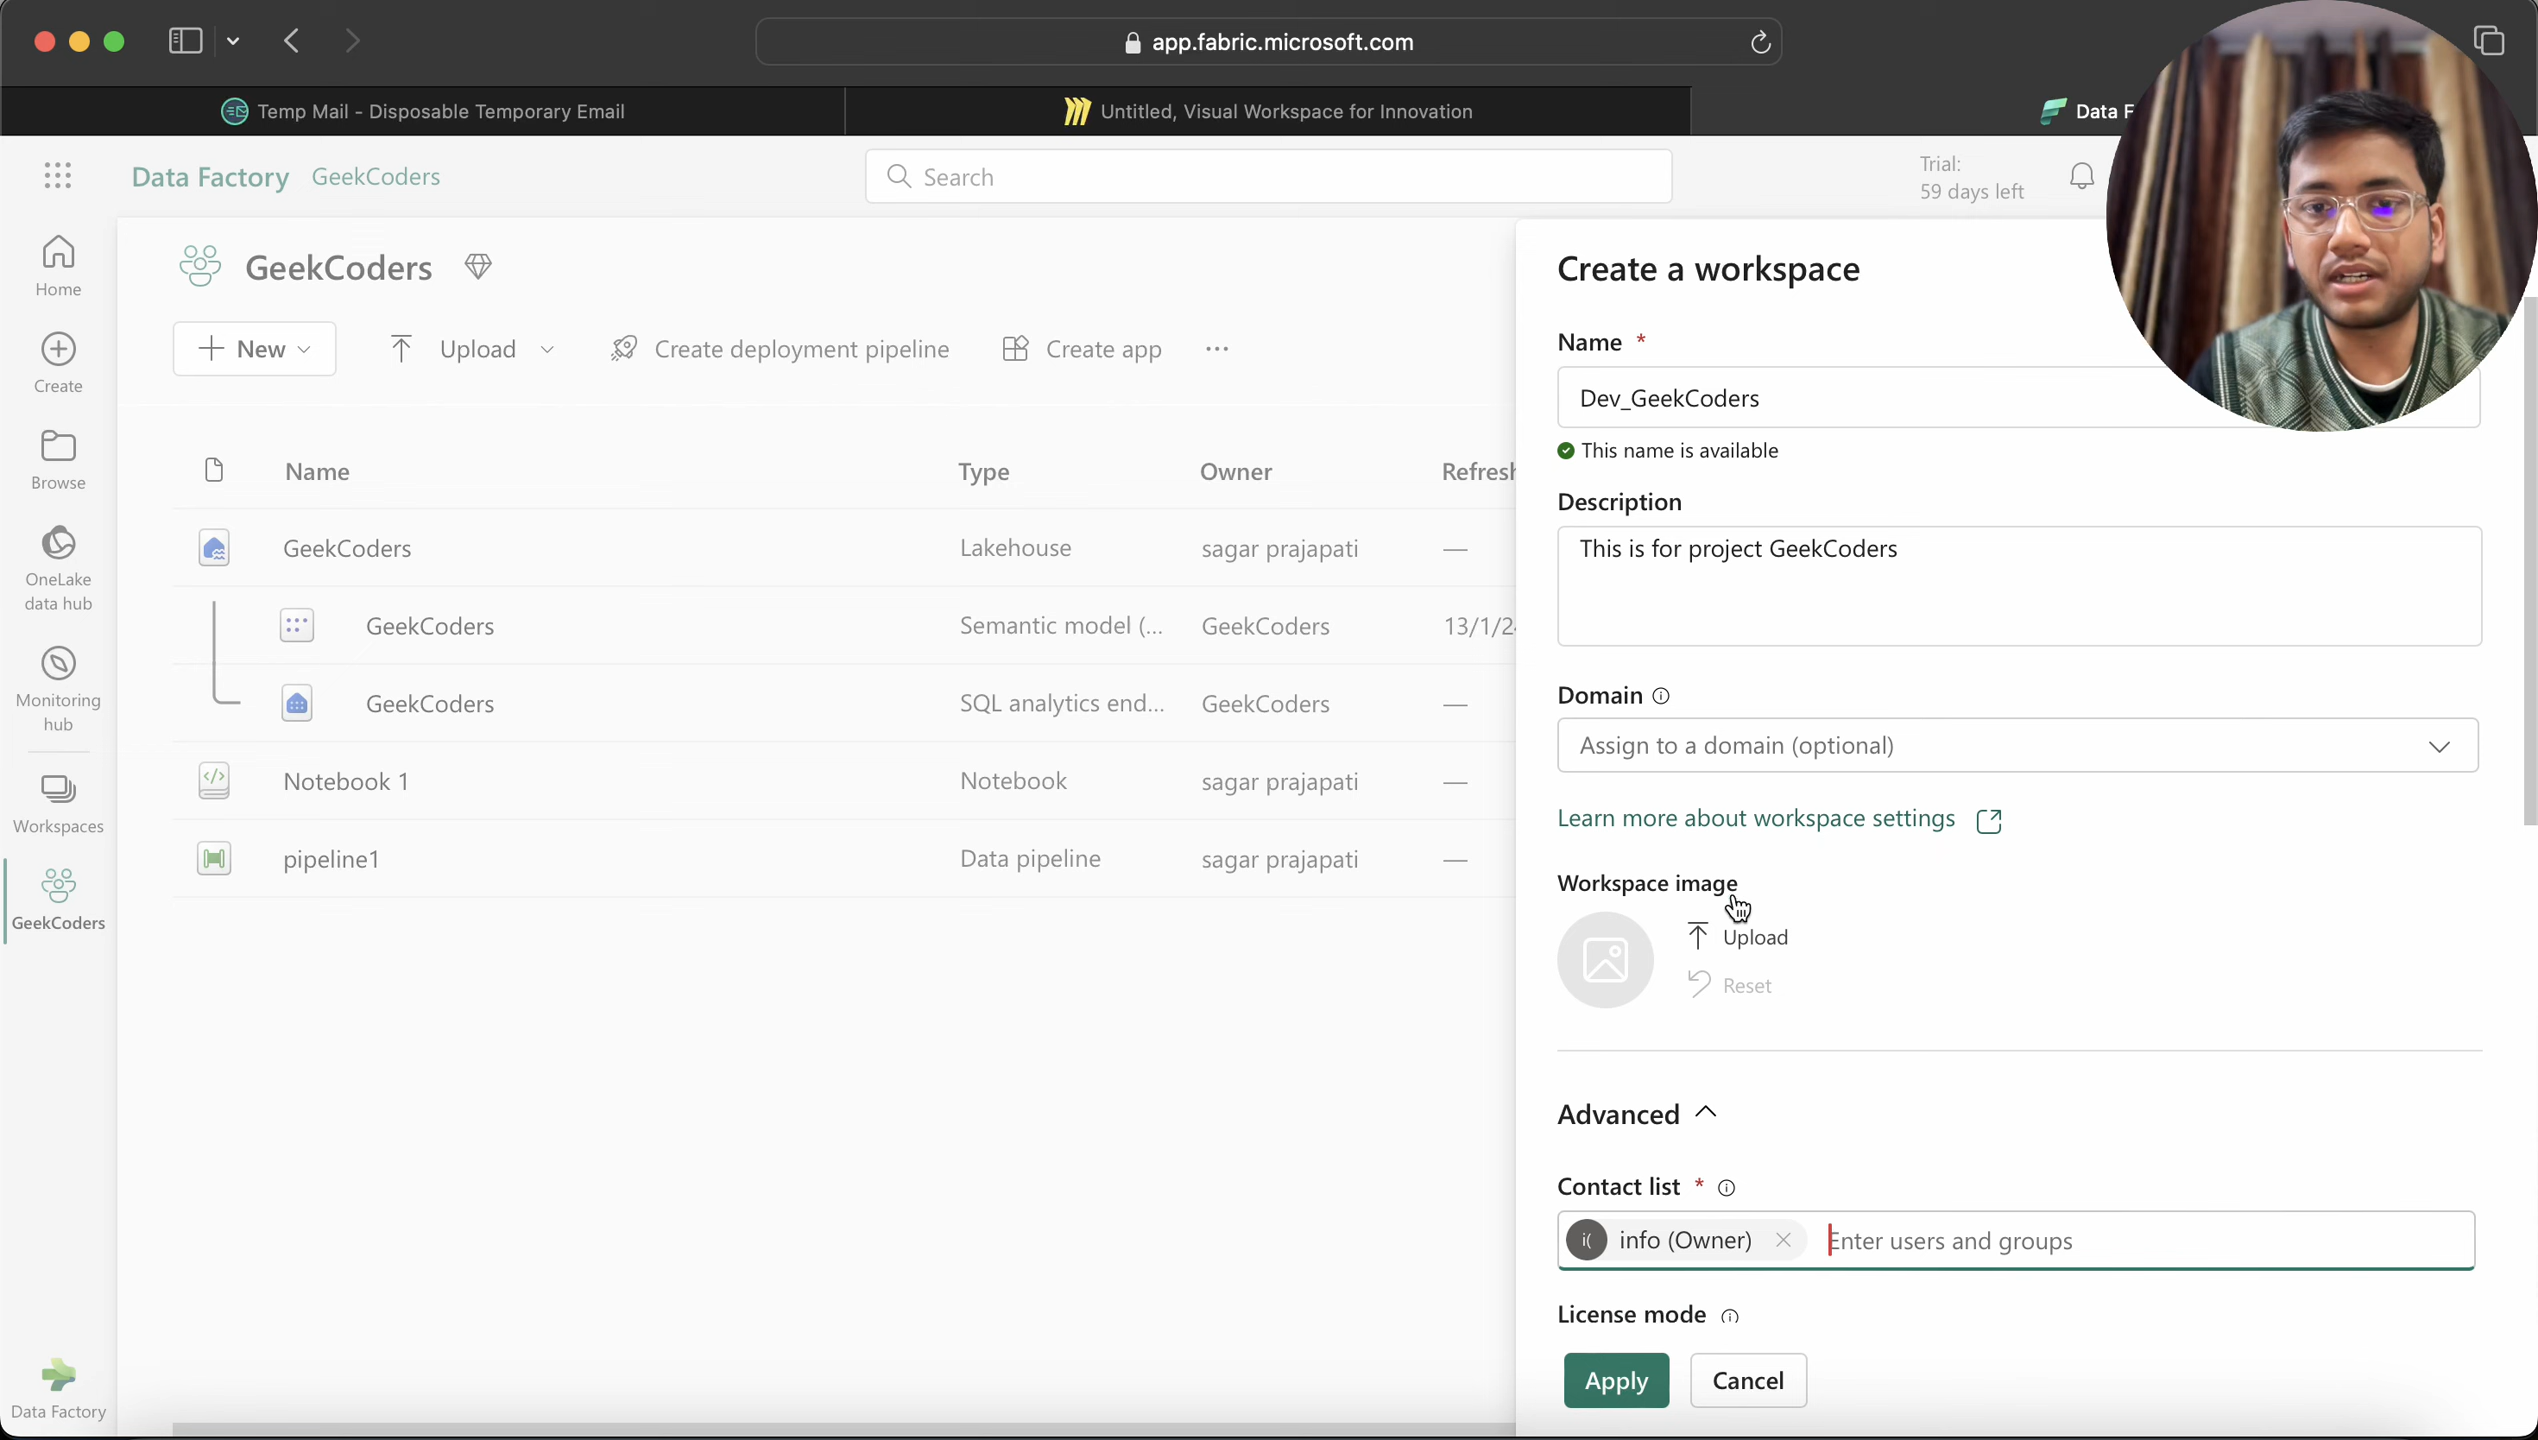 app.fabric.microsoft.com
Temp Mail - Disposable Temporary Email
Untitled, Visual Workspace for Innovation
Data F
Data Factory GeekCoders
Search
Trial:
59 days left
Home
Create
Browse
OneLake
data hub
Monitoring
hub
Workspaces
GeekCoders
Data Factory
GeekCoders
New
Upload
Create deployment pipeline
Create app
Name Type Owner Refresh
GeekCoders Lakehouse sagar prajapati —
GeekCoders Semantic model (... GeekCoders 13/1/24
GeekCoders SQL analytics end... GeekCoders —
Notebook 1 Notebook sagar prajapati —
pipeline1 Data pipeline sagar prajapati —
Create a workspace
Name *
Dev_GeekCoders
This name is available
Description
This is for project GeekCoders
Domain
Assign to a domain (optional)
Learn more about workspace settings
Workspace image
Upload
Reset
Advanced
Contact list *
i( info (Owner) Enter users and groups
License mode
Apply Cancel